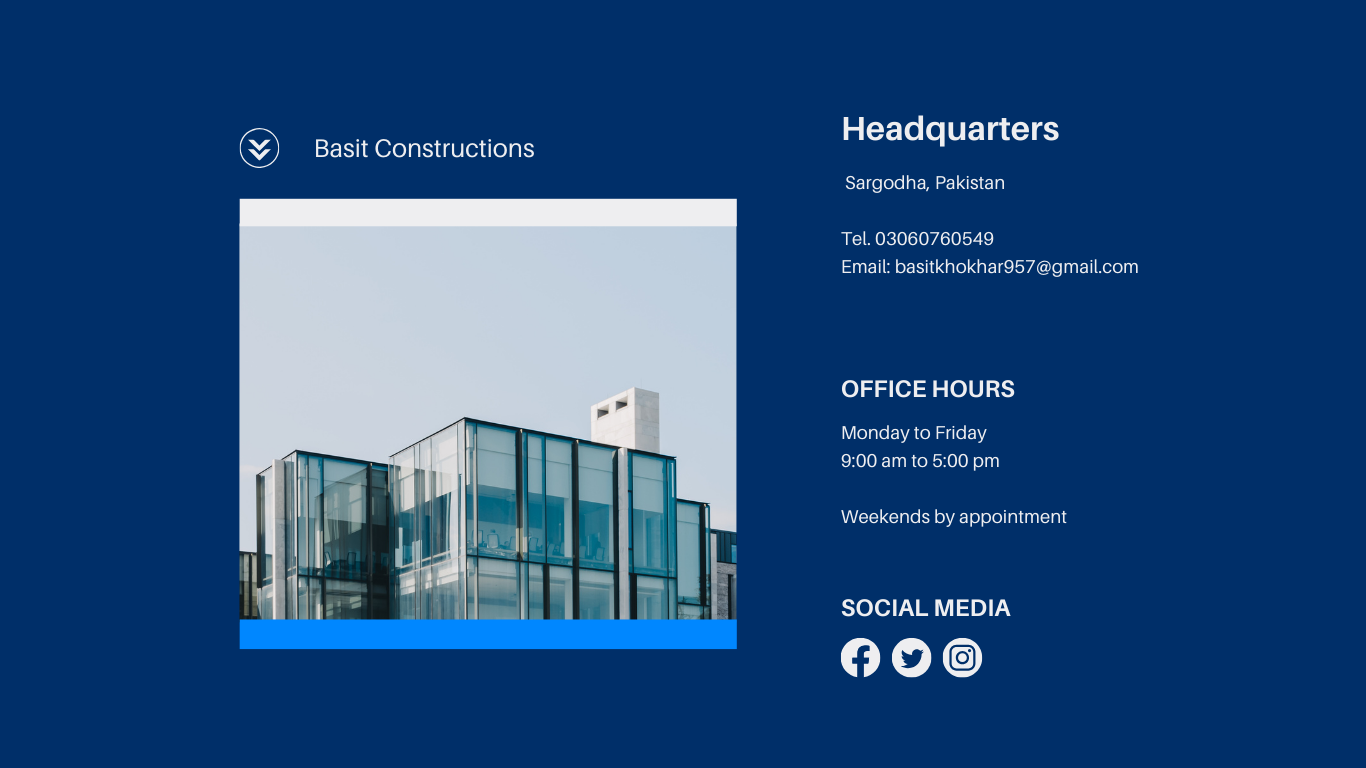 Basit Constructions
Headquarters
Sargodha, Pakistan
Tel. 03060760549
Email: basitkhokhar957@gmail.com
OFFICE HOURS
Monday to Friday
9:00 am to 5:00 pm
Weekends by appointment
SOCIAL MEDIA